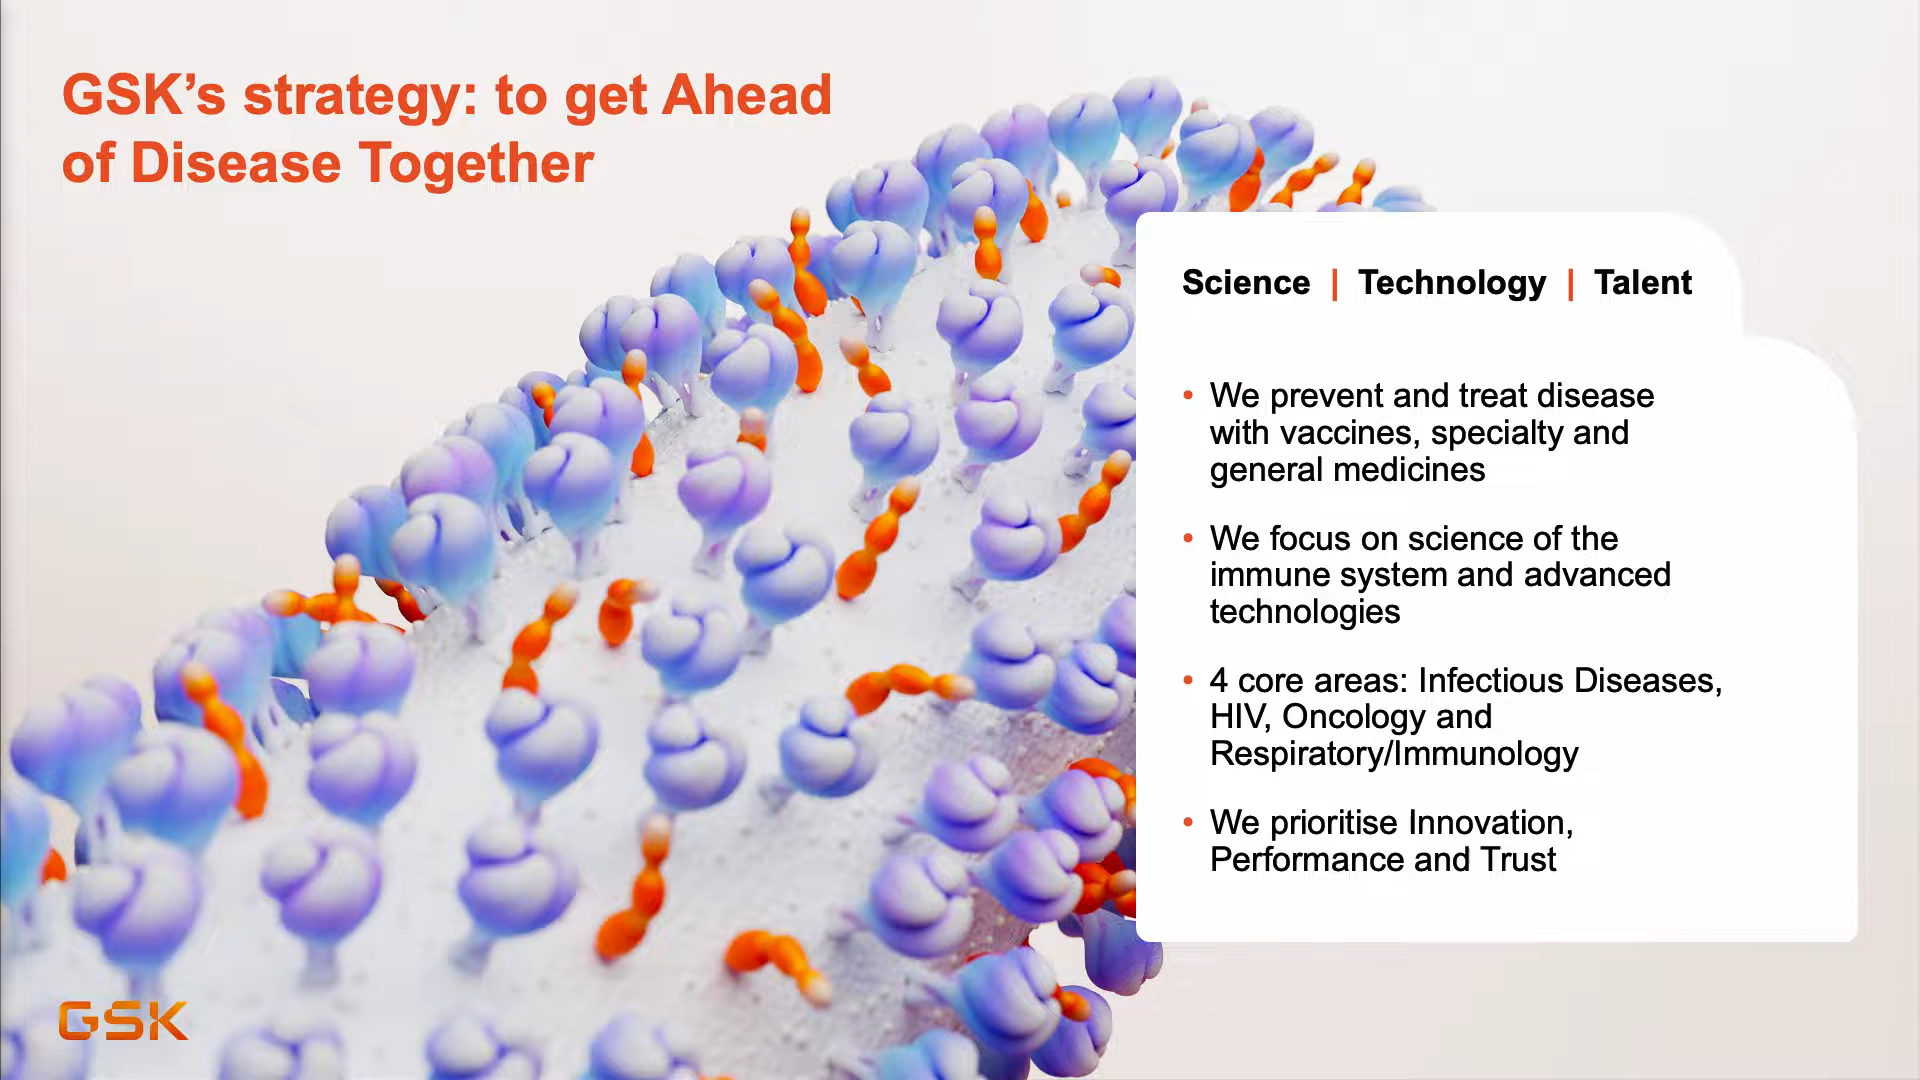 GSK’s strategy: to get Ahead
of Disease Together
Science | Technology | Talent
• We prevent and treat disease
with vaccines, specialty and
general medicines
• We focus on science of the
immune system and advanced
technologies
• 4 core areas: Infectious Diseases,
HIV, Oncology and
Respiratory/Immunology
• We prioritise Innovation,
Performance and Trust
GSK